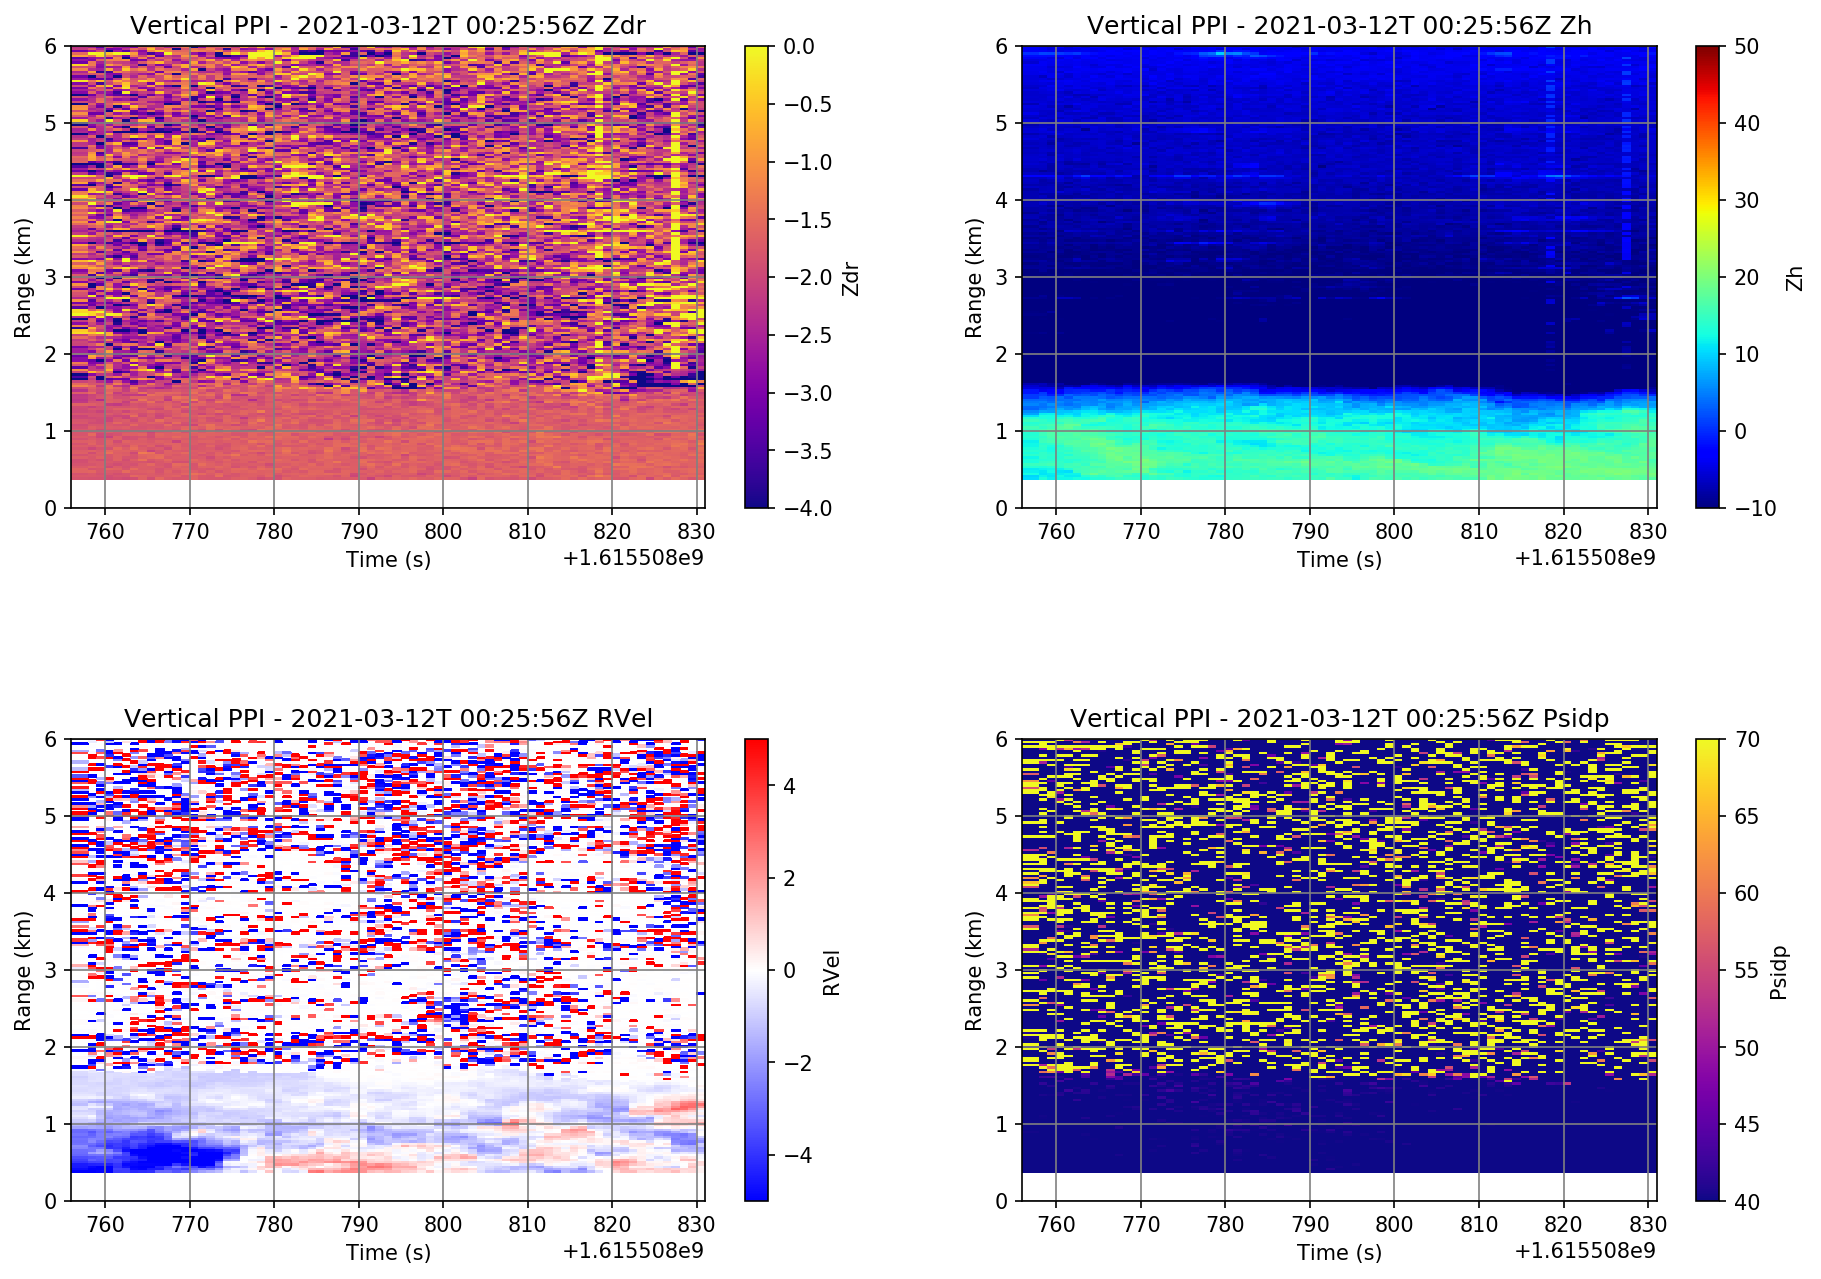 Vertical PPI - 2021-03-12T 00:25:56Z Zdr
6
5
4
3
2
1
0
Range (km)
760 770 780 790 800 810 820 830
Time (s)
+1.615508e9
0.0
−0.5
−1.0
−1.5
−2.0
−2.5
−3.0
−3.5
−4.0
Zdr
Vertical PPI - 2021-03-12T 00:25:56Z Zh
6
5
4
3
2
1
0
Range (km)
760 770 780 790 800 810 820 830
Time (s)
+1.615508e9
50
40
30
20
10
0
−10
Zh
Vertical PPI - 2021-03-12T 00:25:56Z RVel
6
5
4
3
2
1
0
Range (km)
760 770 780 790 800 810 820 830
Time (s)
+1.615508e9
4
2
0
−2
−4
RVel
Vertical PPI - 2021-03-12T 00:25:56Z Psidp
6
5
4
3
2
1
0
Range (km)
760 770 780 790 800 810 820 830
Time (s)
+1.615508e9
70
65
60
55
50
45
40
Psidp